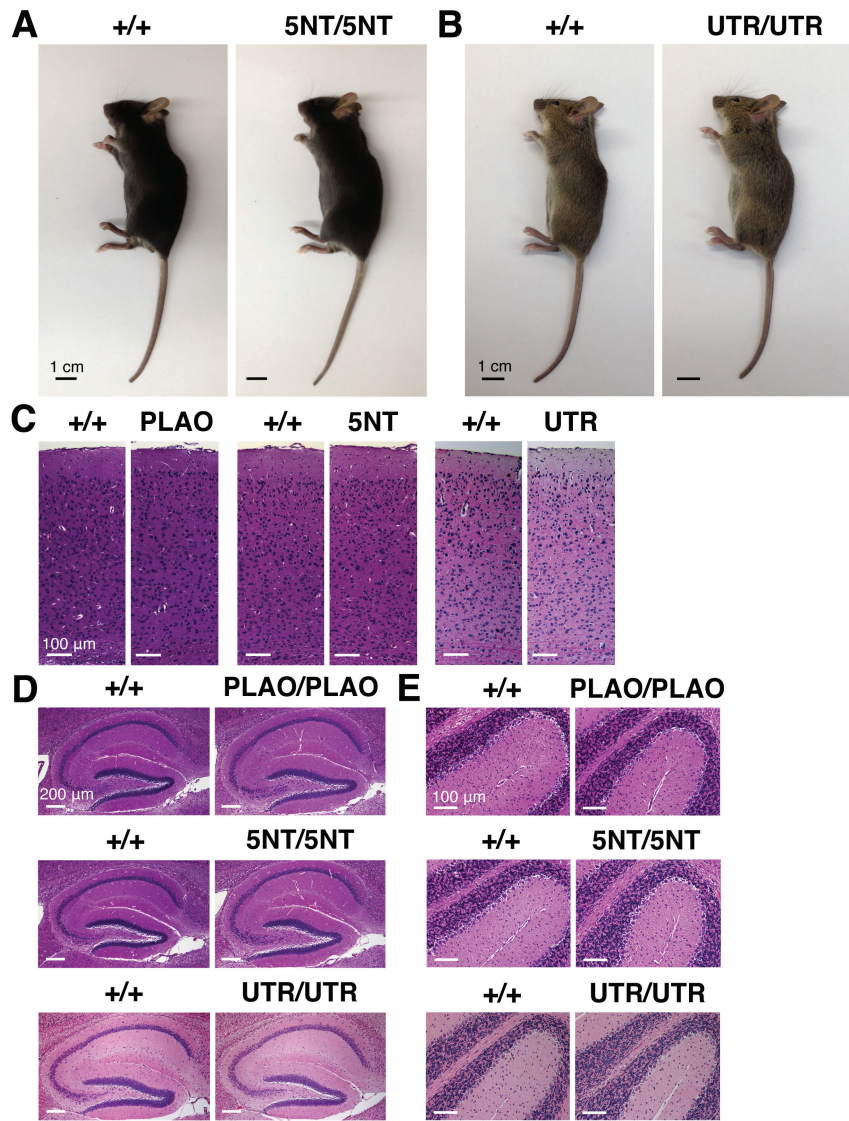 A
+/+
5NT/5NT
B
+/+
UTR/UTR
1 cm
1 cm
C
+/+
PLAO
+/+
5NT
+/+
UTR
100 µm
D
+/+
PLAO/PLAO
E
+/+
PLAO/PLAO
200 µm
100 µm
+/+
5NT/5NT
+/+
5NT/5NT
+/+
UTR/UTR
+/+
UTR/UTR